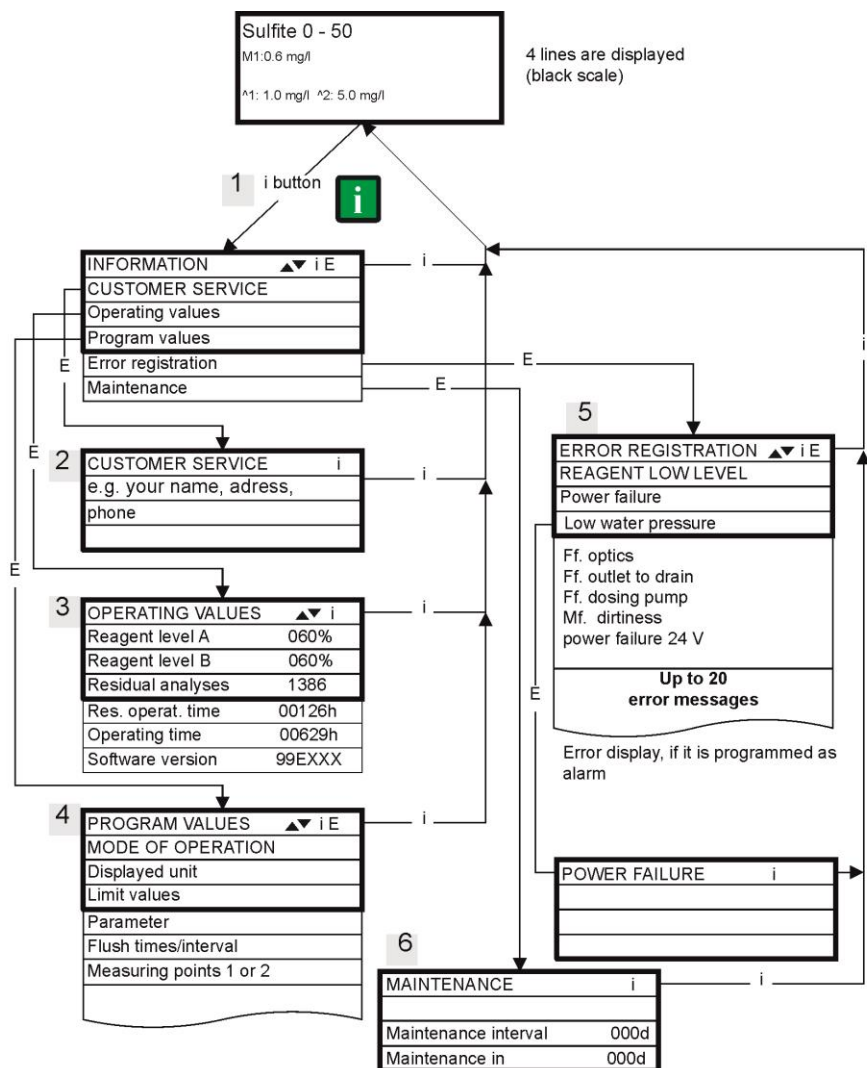 Sulfite 0 - 50
M1:0.6 mg/l
^1: 1.0 mg/l ^2: 5.0 mg/l
4 lines are displayed
(black scale)
1 i button
i
INFORMATION ▲▼ i E
CUSTOMER SERVICE
Operating values
Program values
Error registration
Maintenance
i
E
E
E
E
E
i
2
CUSTOMER SERVICE i
e.g. your name, adress,
phone
i
3
OPERATING VALUES ▲▼ i
Reagent level A 060%
Reagent level B 060%
Residual analyses 1386
Res. operat. time 00126h
Operating time 00629h
Software version 99EXXX
i
4
PROGRAM VALUES ▲▼ i E
MODE OF OPERATION
Displayed unit
Limit values
Parameter
Flush times/interval
Measuring points 1 or 2
i
5
ERROR REGISTRATION ▲▼ i E
REAGENT LOW LEVEL
Power failure
Low water pressure
Ff. optics
Ff. outlet to drain
Ff. dosing pump
Mf. dirtiness
power failure 24 V
Up to 20
error messages
E
Error display, if it is programmed as
alarm
POWER FAILURE i
6
MAINTENANCE i
Maintenance interval 000d
Maintenance in 000d
i